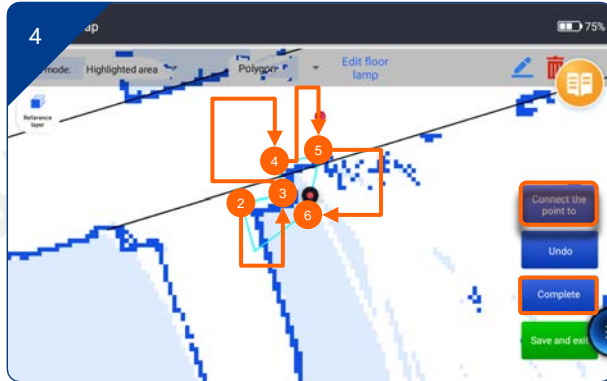 4
ap
75%
mode:
Highlighted area
Polygon
Edit floor
lamp
Reference
layer
4
5
3
2
6
Connect the
point to
Undo
Complete
Save and exit